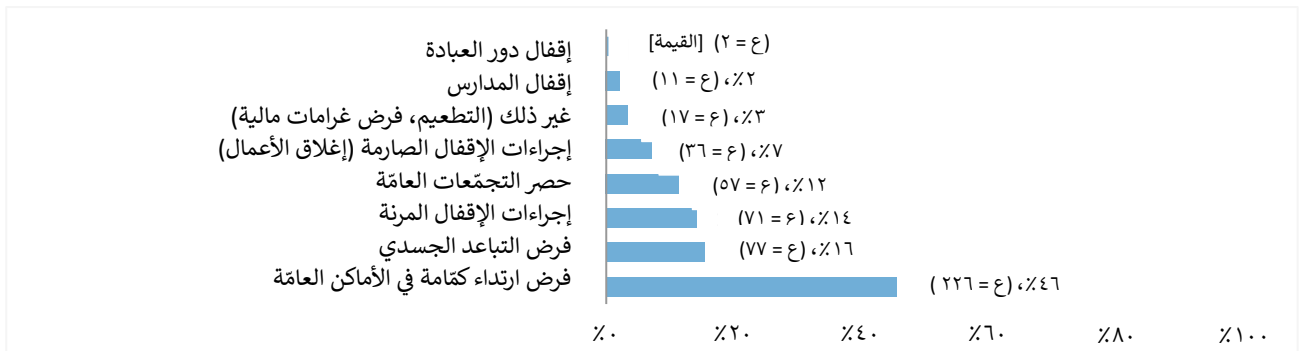 إقفال دور العبادة [القيمة] (ع = ٢)
إقفال المدارس ٢٪، (ع = ١١)
غير ذلك (التطعيم، فرض غرامات مالية) ٣٪، (ع = ١٧)
إجراءات الإقفال الصارمة (إغلاق الأعمال) ٧٪، (ع = ٣٦)
حصر التجمّعات العامّة ١٢٪، (ع = ٥٧)
إجراءات الإقفال المرنة ١٤٪، (ع = ٧١)
فرض التباعد الجسدي ١٦٪، (ع = ٧٧)
فرض ارتداء كمّامة في الأماكن العامّة ٤٦٪، (ع = ٢٢٦ )
٠٪ ٢٠٪ ٤٠٪ ٦٠٪ ٨٠٪ ١٠٠٪